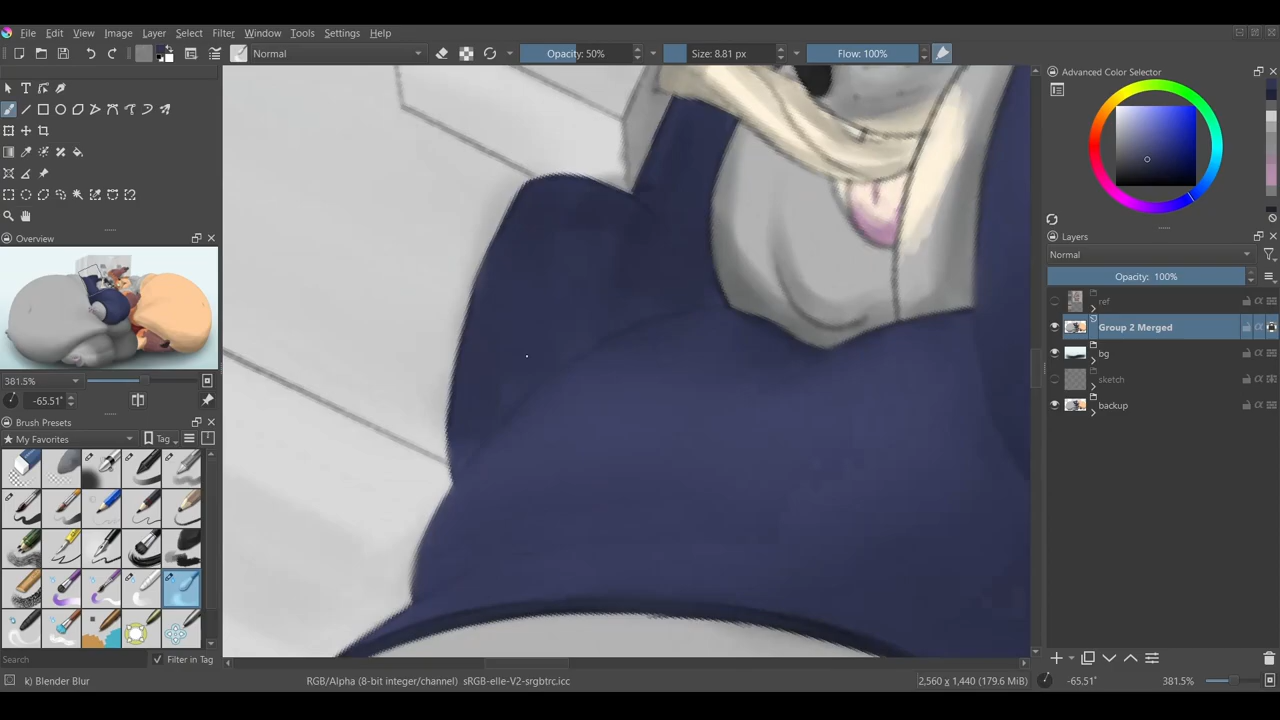 File Edit View Image Layer Select Filter Tools Window Settings Help
Normal
Opacity: 50%
Size: 8.81 px
Flow: 100%
Advanced Color Selector
Overview
381.5%
-65.51°
Brush Presets
My Favorites
Tag
Search
Filter in Tag
Layers
Normal
Opacity: 100%
ref
Group 2 Merged
bg
sketch
backup
k) Blender Blur
RGB/Alpha (8-bit integer/channel) sRGB-elle-V2-srgbtrc.icc
2,560 x 1,440 (179.6 MiB)
-65.51°
381.5%